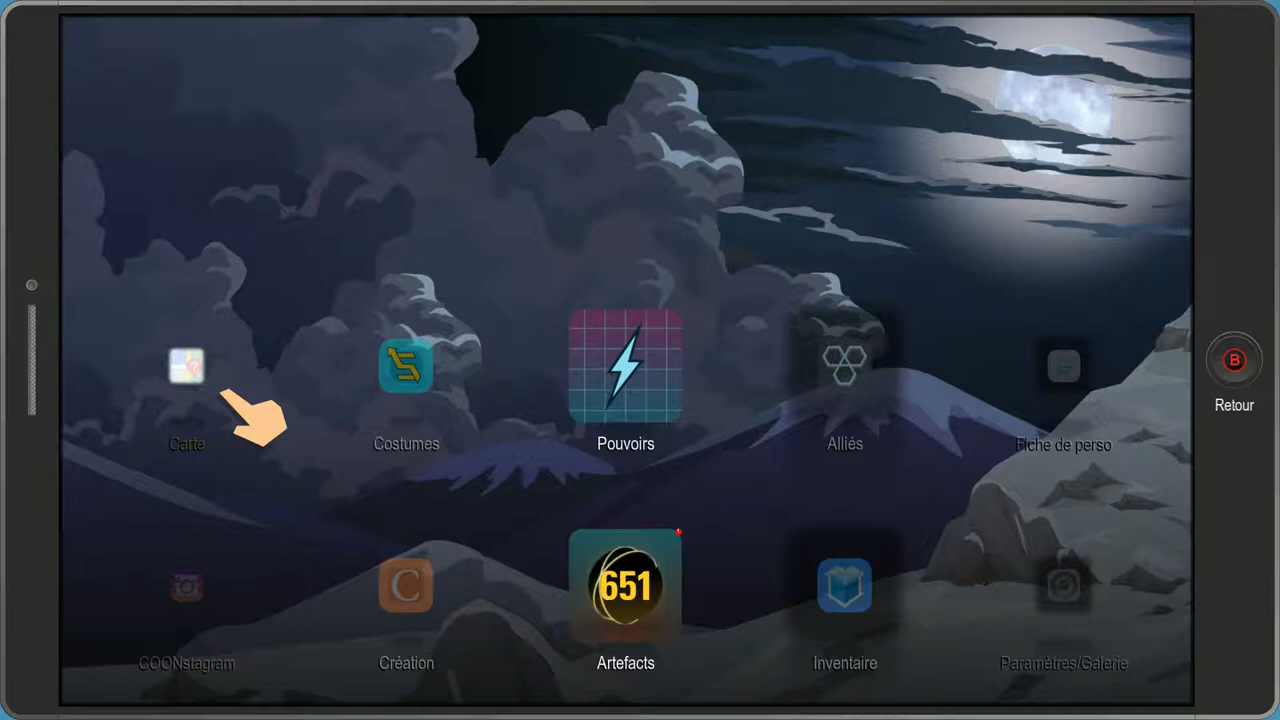 B
Retour
Carte
Costumes
Pouvoirs
Alliés
Fiche de perso
C
651
COONstagram
Création
Artefacts
Inventaire
Paramètres/Galerie